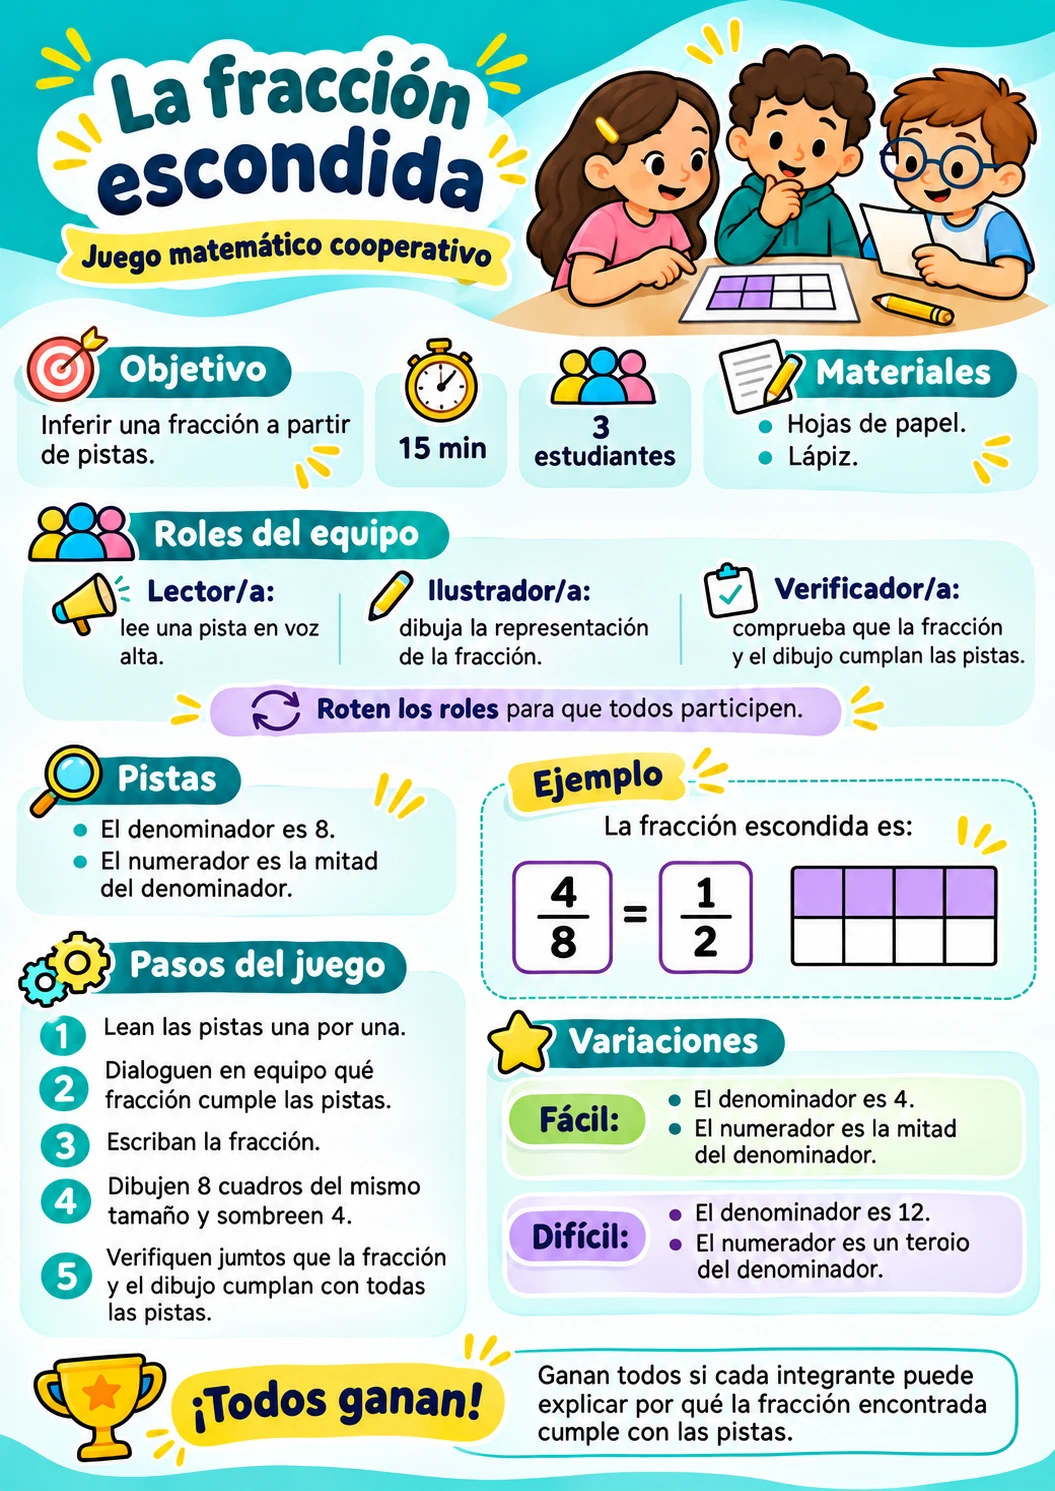 La fracción
escondida
Juego matemático cooperativo
Objetivo
Inferir una fracción a partir
de pistas.
15 min
3
estudiantes
Materiales
Hojas de papel.
Lápiz.
Roles del equipo
Lector/a:
lee una pista en voz
alta.
Ilustrador/a:
dibuja la representación
de la fracción.
Verificador/a:
comprueba que la fracción
y el dibujo cumplan las pistas.
Roten los roles para que todos participen.
Pistas
El denominador es 8.
El numerador es la mitad
del denominador.
Ejemplo
La fracción escondida es:
4/8 = 1/2
Pasos del juego
1 Lean las pistas una por una.
2 Dialoguen en equipo qué
fracción cumple las pistas.
3 Escriban la fracción.
4 Dibujen 8 cuadros del mismo
tamaño y sombreen 4.
5 Verifiquen jumtos que la fracción
y el dibujo cumplan con todas
las pistas.
Variaciones
Fácil:
El denominador es 4.
El numerador es la mitad
del denominador.
Difícil:
El denominador es 12.
El numerador es un teroio
del denominador.
¡Todos ganan!
Ganan todos si cada integrante puede
explicar por qué la fracción encontrada
cumple con las pistas.